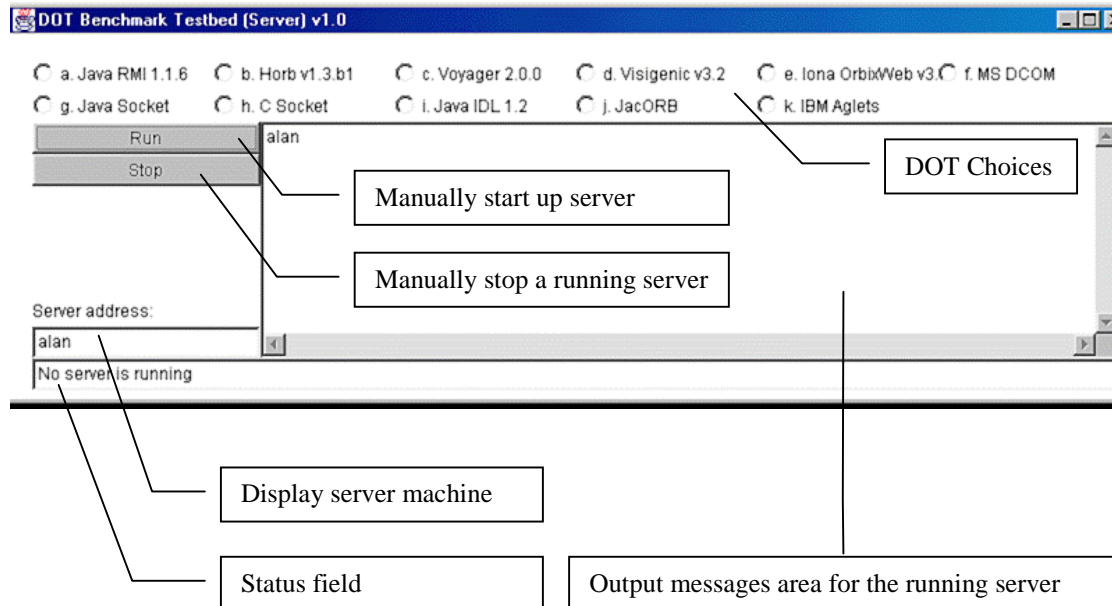 DOT Benchmark Testbed (Server) v1.0
a. Java RMI 1.1.6 b. Horb v1.3.b1 c. Voyager 2.0.0 d. Visigenic v3.2 e. Iona OrbixWeb v3. f. MS DCOM
g. Java Socket h. C Socket i. Java IDL 1.2 j. JacORB k. IBM Aglets
Run
alan
Stop
DOT Choices
Manually start up server
Manually stop a running server
Server address:
alan
No server is running
Display server machine
Status field
Output messages area for the running server